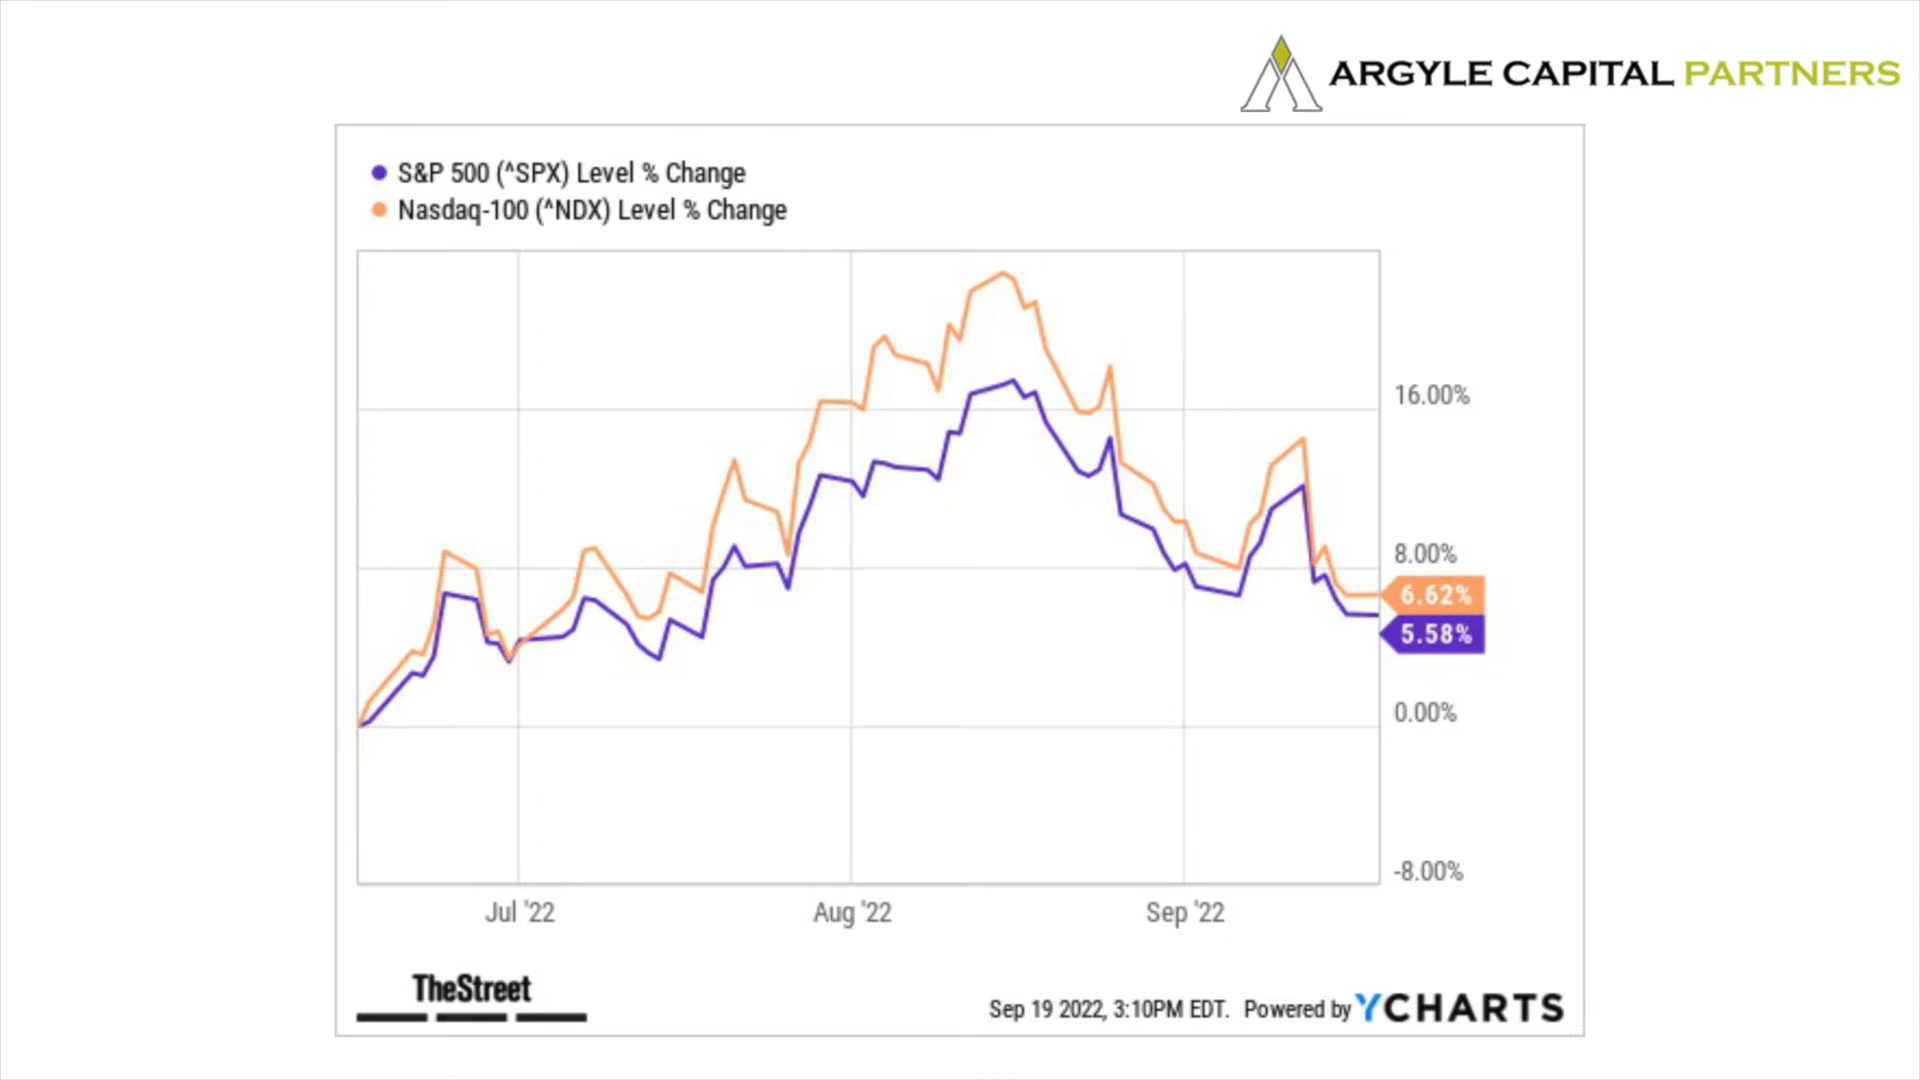 ARGYLE CAPITAL PARTNERS
S&P 500 (^SPX) Level % Change
Nasdaq-100 (^NDX) Level % Change
16.00%
8.00%
6.62%
5.58%
0.00%
-8.00%
Jul '22 Aug '22 Sep '22
TheStreet
Sep 19 2022, 3:10PM EDT. Powered by YCHARTS